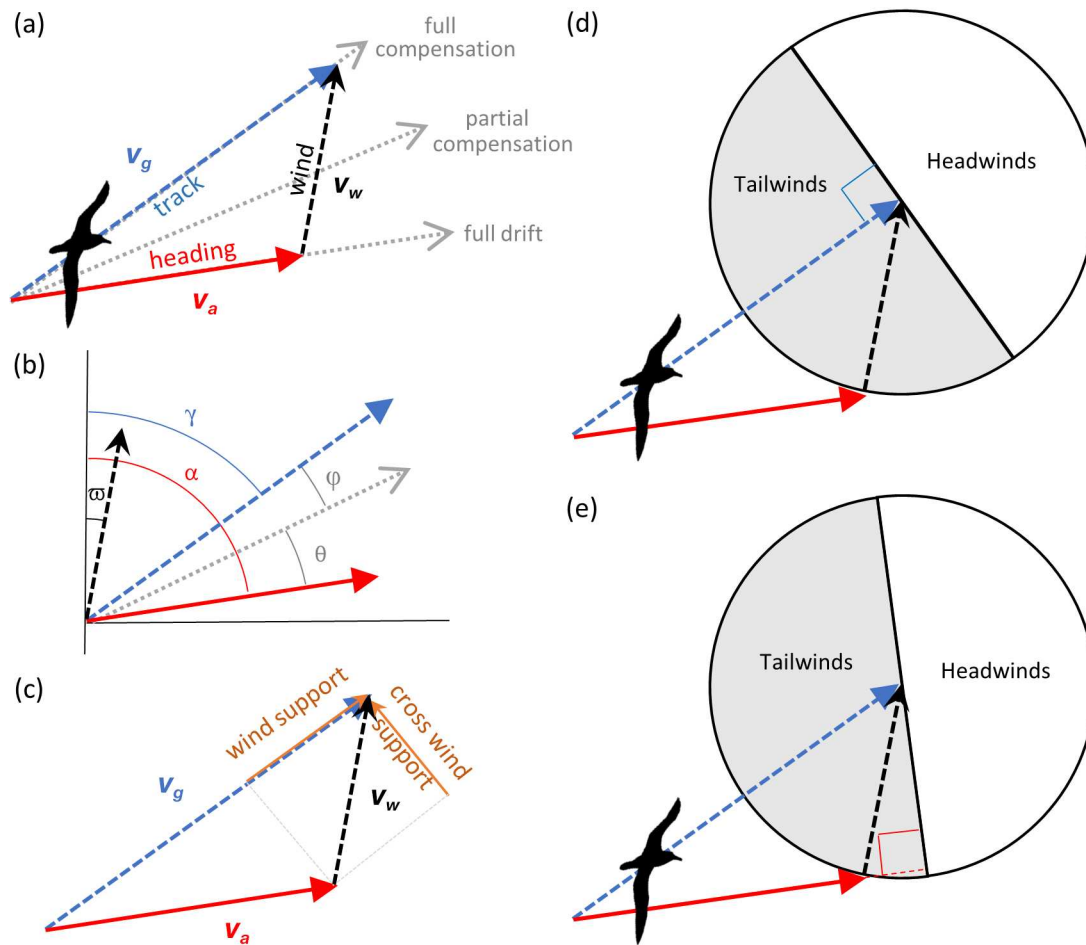 (a)
full
compensation
partial
compensation
full drift
wind
v_w
v_g
track
heading
v_a
(b)
γ
α
ϖ
φ
θ
(c)
wind support
cross wind
support
v_g
v_w
v_a
(d)
Tailwinds
Headwinds
(e)
Tailwinds
Headwinds